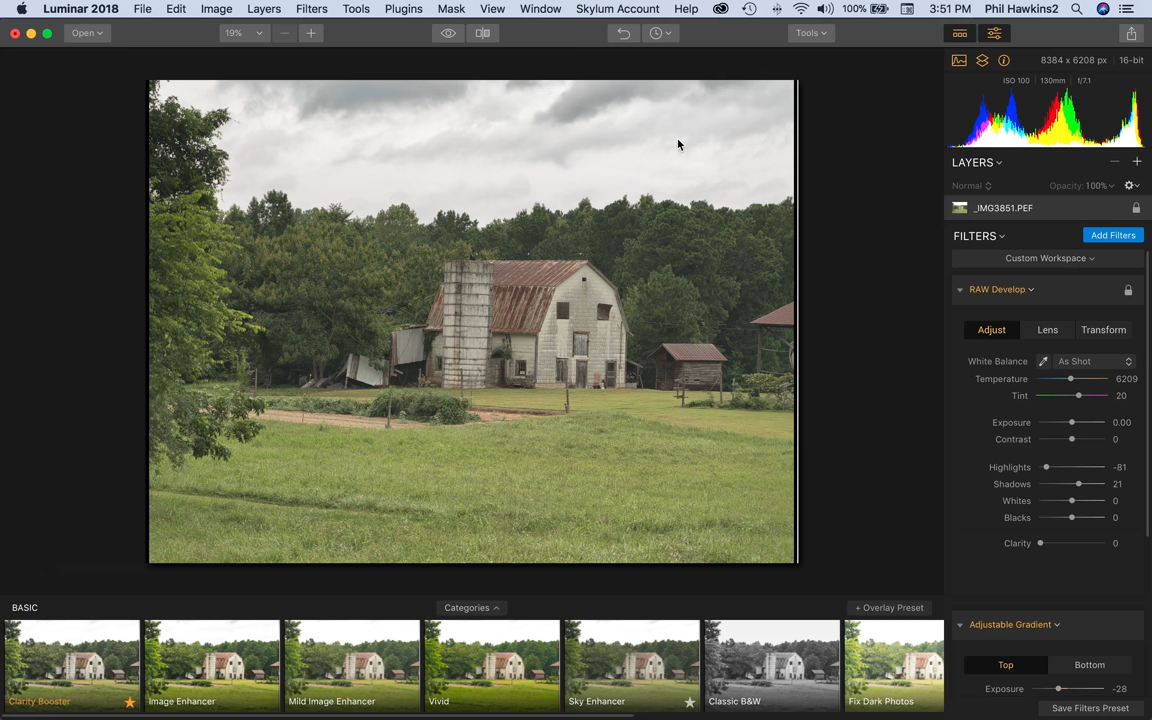 Luminar 2018 File Edit Image Layers Filters Tools Plugins Mask View Window Skylum Account Help 100% 3:51 PM Phil Hawkins2
Open 19% Tools
8384 x 6208 px 16-bit
ISO 100 130mm f/7.1
LAYERS
Normal Opacity: 100%
_IMG3851.PEF
FILTERS Add Filters
Custom Workspace
RAW Develop
Adjust Lens Transform
White Balance As Shot
Temperature 6209
Tint 20
Exposure 0.00
Contrast 0
Highlights -81
Shadows 21
Whites 0
Blacks 0
Clarity 0
BASIC Categories + Overlay Preset
Adjustable Gradient
Top Bottom
Exposure -28
Save Filters Preset
Clarity Booster Image Enhancer Mild Image Enhancer Vivid Sky Enhancer Classic B&W Fix Dark Photos